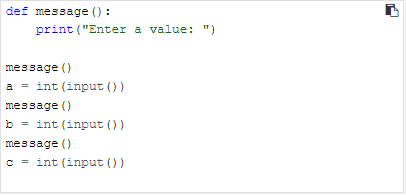 def message():
    print("Enter a value: ")

message()
a = int(input())
message()
b = int(input())
message()
c = int(input())